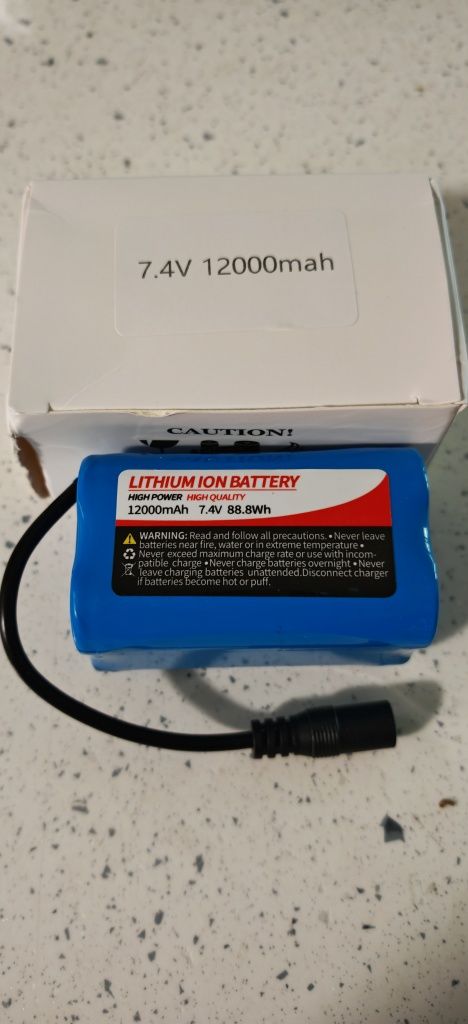 7.4V 12000mah
CAUTION!
LITHIUM ION BATTERY
HIGH POWER HIGH QUALITY
12000mAh 7.4V 88.8Wh
WARNING: Read and follow all precautions. • Never leave
batteries near fire, water or in extreme temperature •
Never exceed maximum charge rate or use with incom-
patible charge • Never charge batteries overnight • Never
leave charging batteries unattended.Disconnect charger
if batteries become hot or puff.